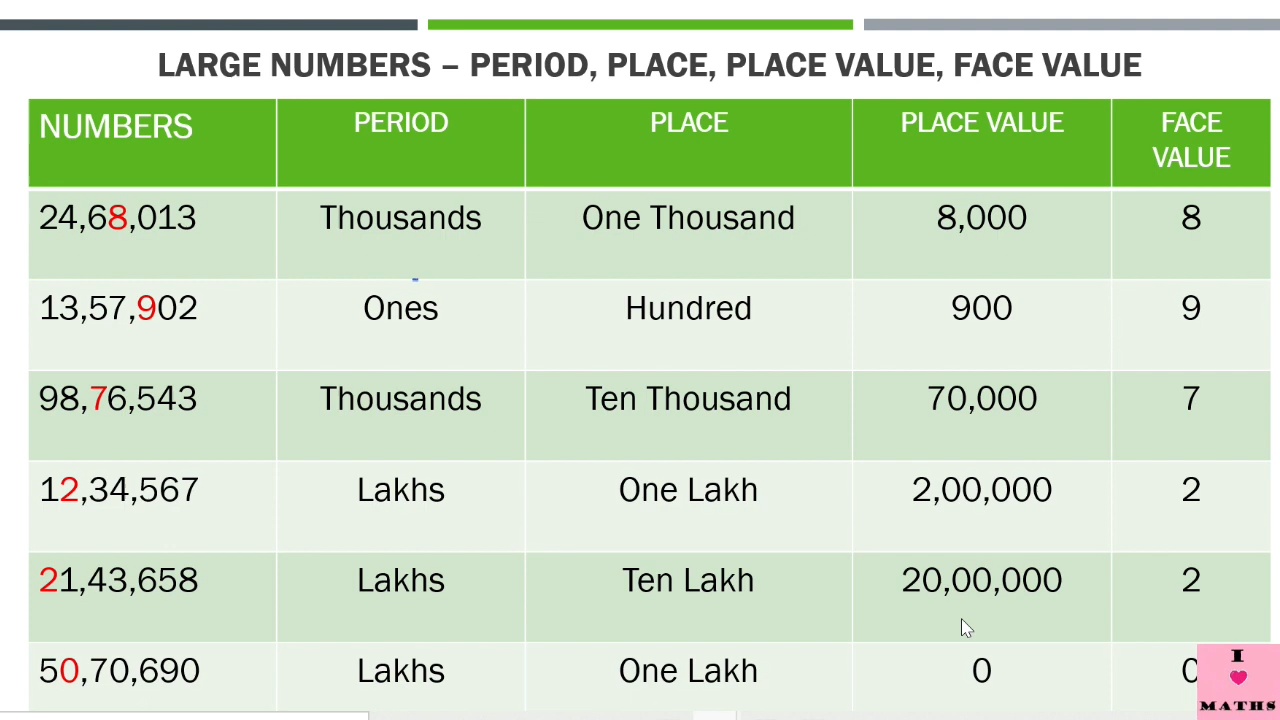 LARGE NUMBERS – PERIOD, PLACE, PLACE VALUE, FACE VALUE
NUMBERS PERIOD PLACE PLACE VALUE FACE VALUE
24,68,013 Thousands One Thousand 8,000 8
13,57,902 Ones Hundred 900 9
98,76,543 Thousands Ten Thousand 70,000 7
12,34,567 Lakhs One Lakh 2,00,000 2
21,43,658 Lakhs Ten Lakh 20,00,000 2
50,70,690 Lakhs One Lakh 0 0
I
MATHS